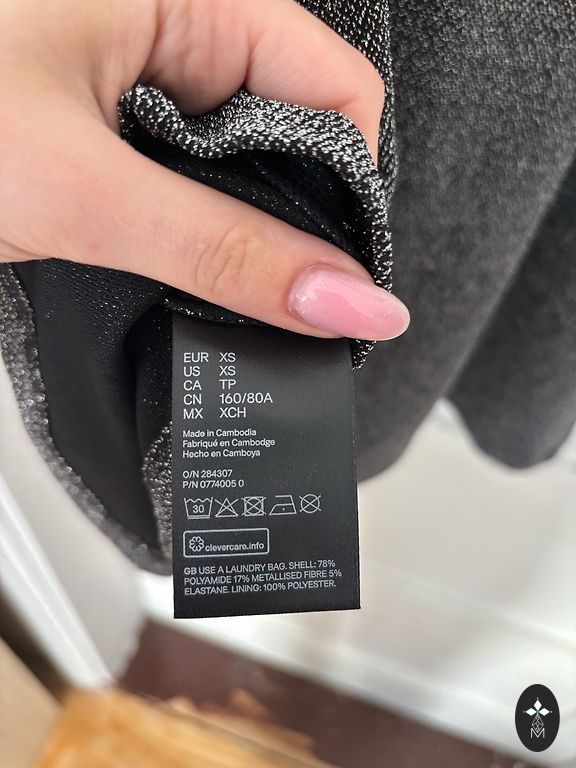 EUR XS
US XS
CA TP
CN 160/80A
MX XCH
Made in Cambodia
Fabriqué en Cambodge
Hecho en Camboya
O/N 284307
P/N 0774005 0
30
clevercare.info
GB USE A LAUNDRY BAG. SHELL: 78%
POLYAMIDE 17% METALLISED FIBRE 5%
ELASTANE. LINING: 100% POLYESTER.
M